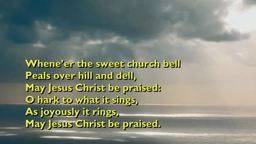 Whene'er the sweet church bell
Peals over hill and dell,
May Jesus Christ be praised:
O hark to what it sings,
As joyously it rings,
May Jesus Christ be praised.